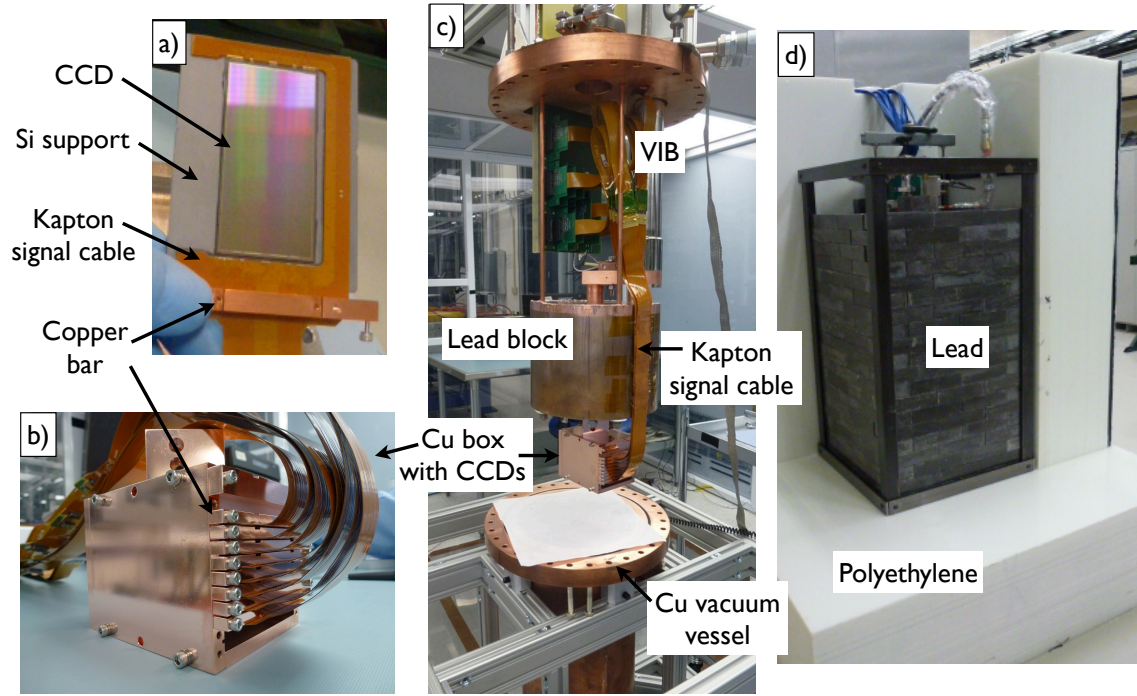 a)
CCD
Si support
Kapton
signal cable
Copper
bar
b)
Cu box
with CCDs
c)
VIB
Lead block
Kapton
signal cable
Cu vacuum
vessel
d)
Lead
Polyethylene